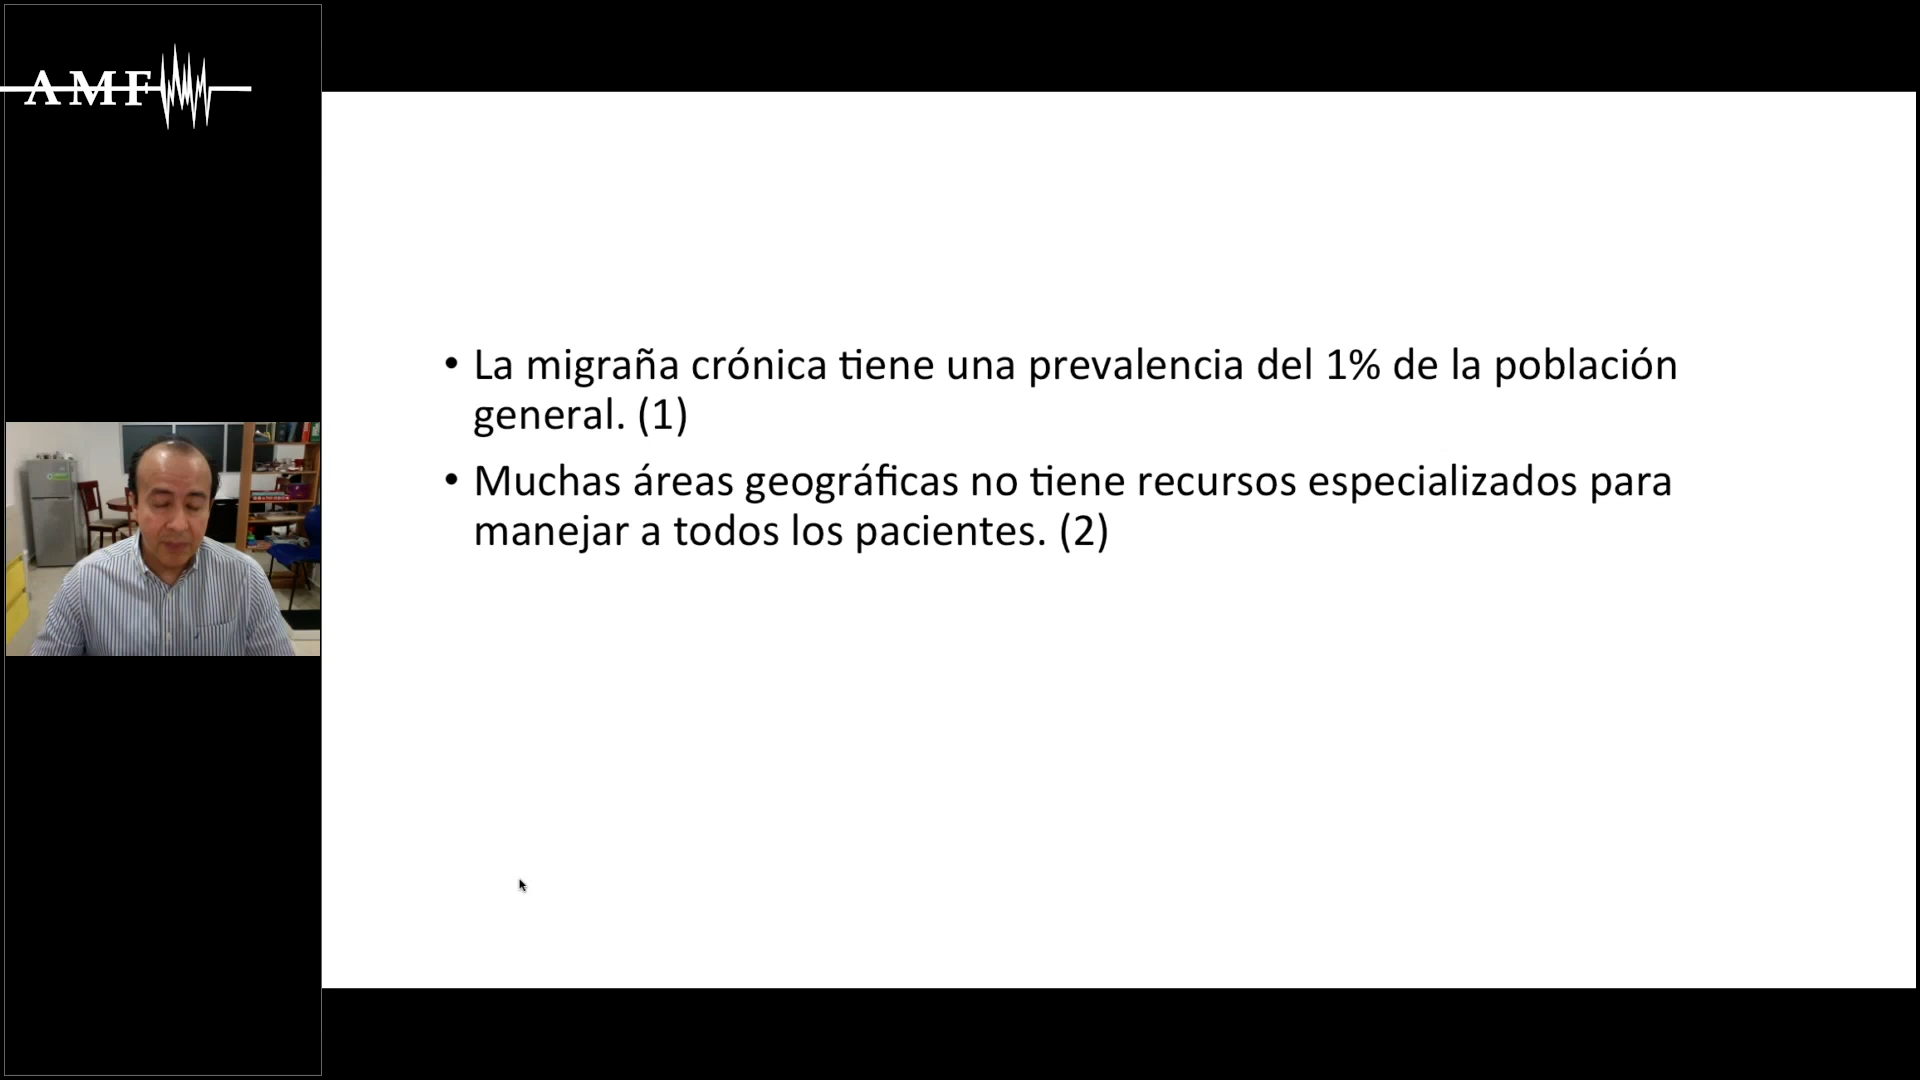 AMF
• La migraña crónica tiene una prevalencia del 1% de la población
general. (1)
• Muchas áreas geográficas no tiene recursos especializados para
manejar a todos los pacientes. (2)